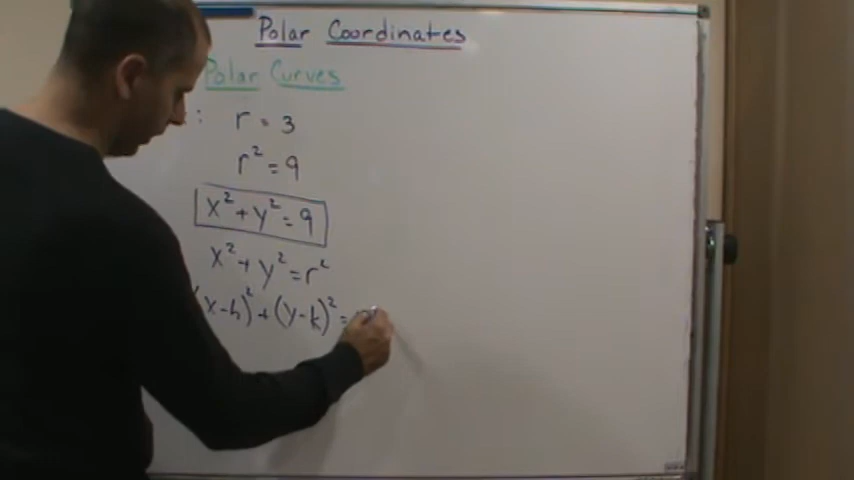 Polar Coordinates
Polar Curves
: r = 3
r² = 9
x² + y² = 9
x² + y² = r²
(x-h)² + (y-k)² =